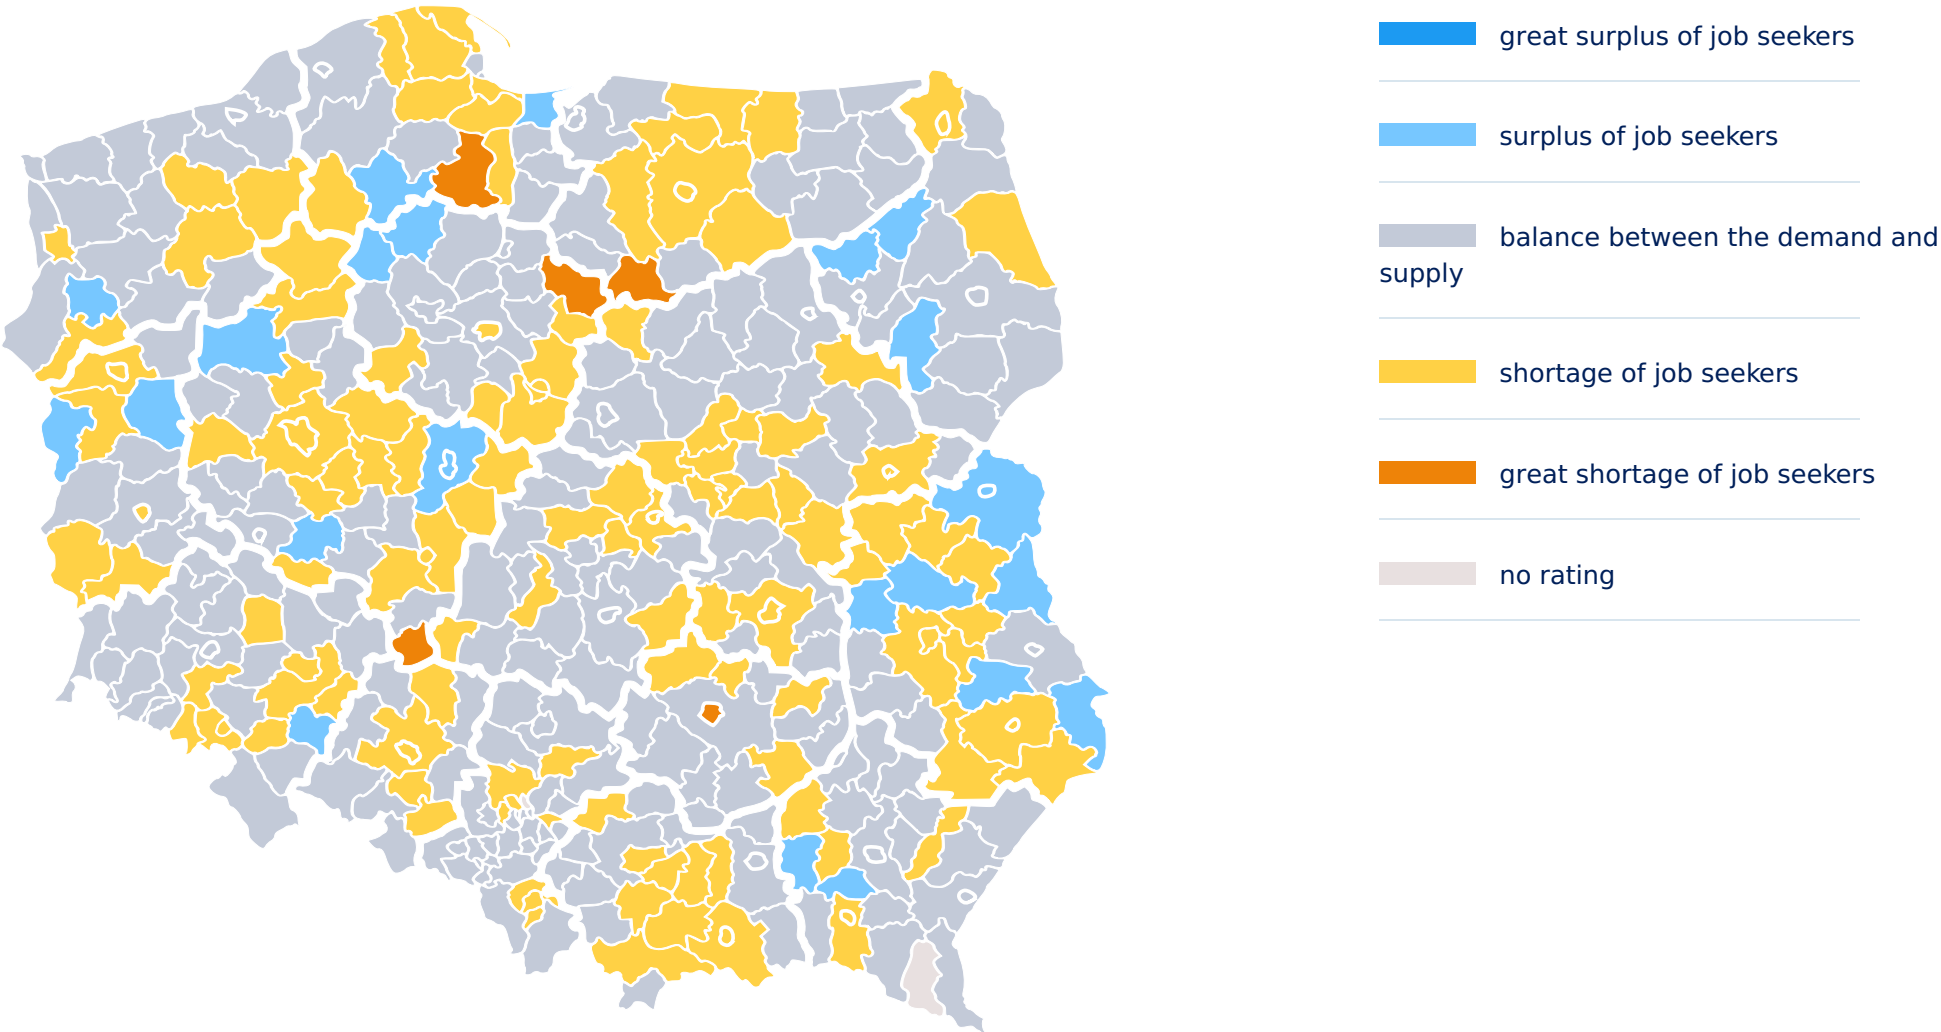 great surplus of job seekers
surplus of job seekers
balance between the demand and
supply
shortage of job seekers
great shortage of job seekers
no rating